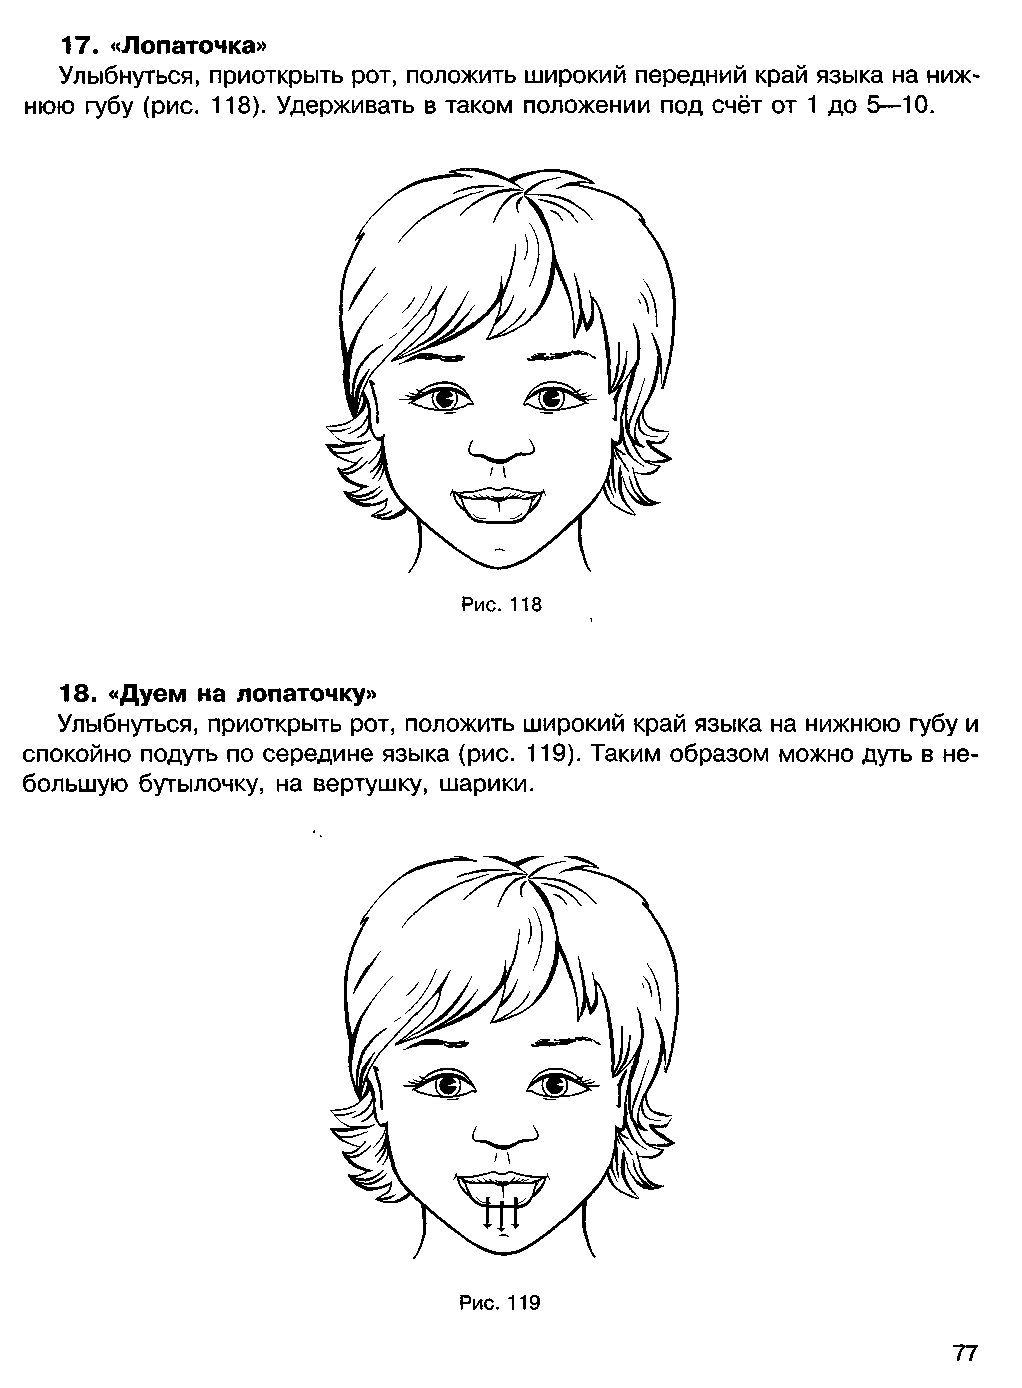 17. «Лопаточка»
Улыбнуться, приоткрыть рот, положить широкий передний край языка на ниж-
нюю губу (рис. 118). Удерживать в таком положении под счёт от 1 до 5—10.
Рис. 118
18. «Дуем на лопаточку»
Улыбнуться, приоткрыть рот, положить широкий край языка на нижнюю губу и
спокойно подуть по середине языка (рис. 119). Таким образом можно дуть в не-
большую бутылочку, на вертушку, шарики.
Рис. 119
77